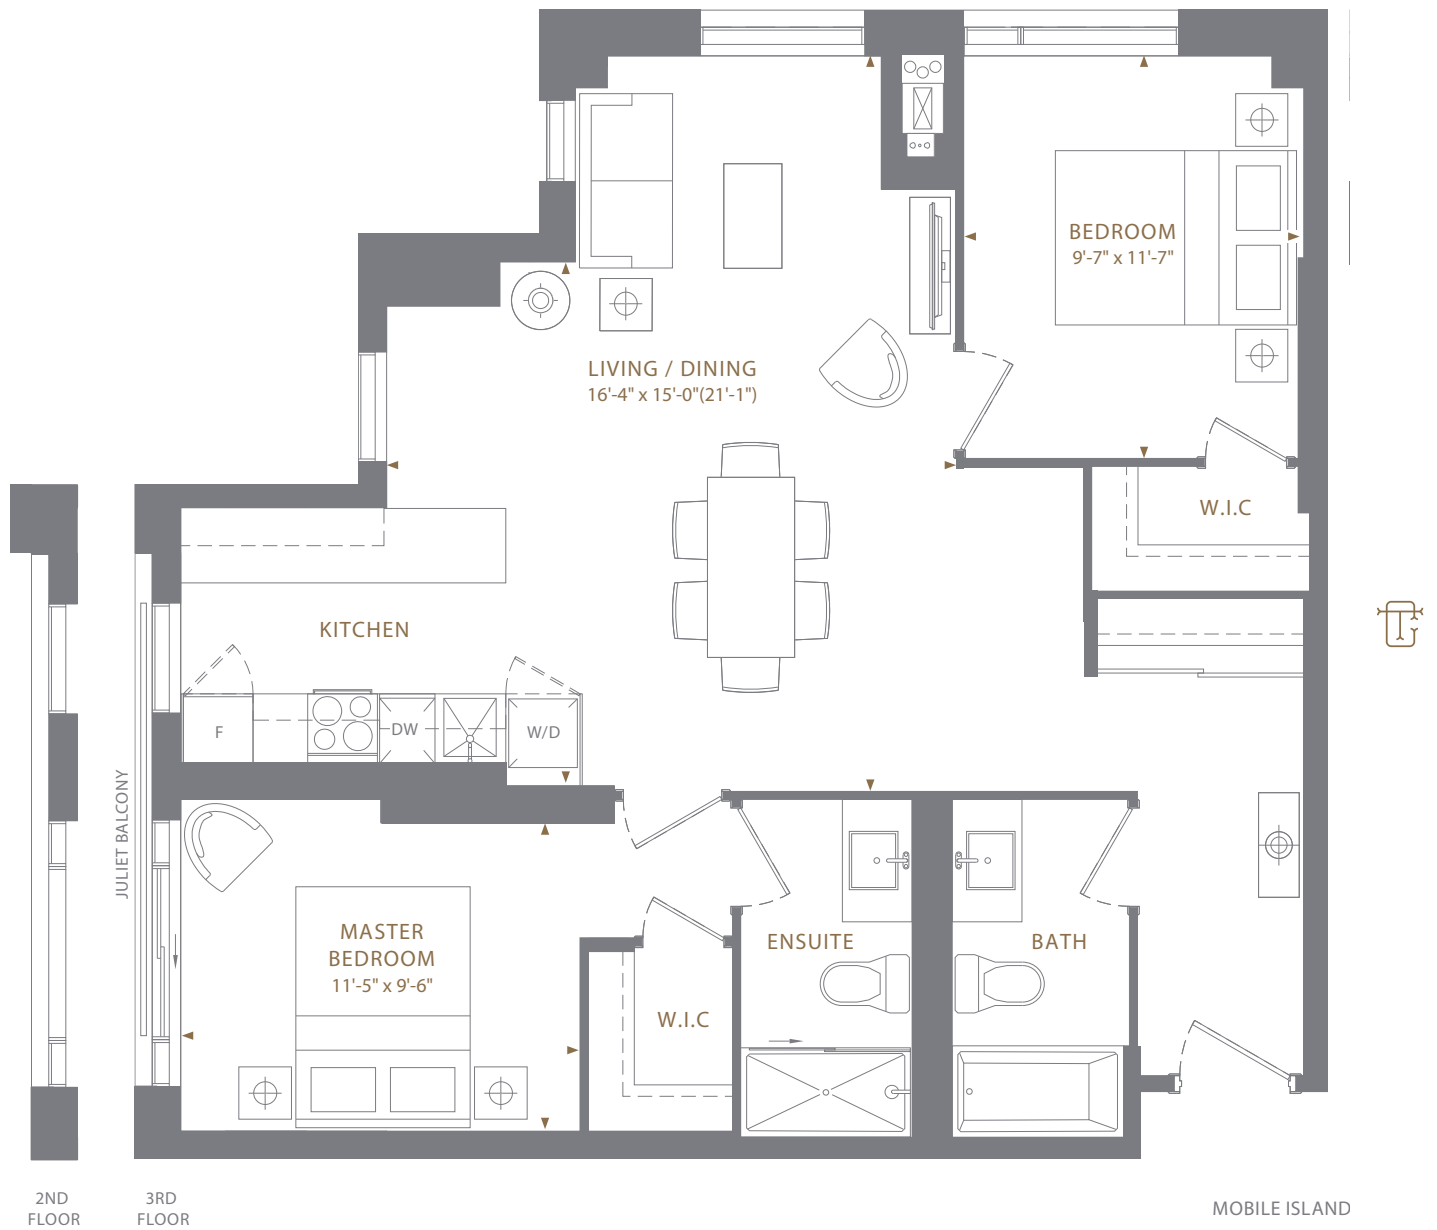 BEDROOM
9'-7" x 11'-7"
LIVING / DINING
16'-4" x 15'-0"(21'-1")
W.I.C
KITCHEN
F
DW
W/D
JULIET BALCONY
MASTER
BEDROOM
11'-5" x 9'-6"
W.I.C
ENSUITE
BATH
2ND
FLOOR
3RD
FLOOR
MOBILE ISLAND